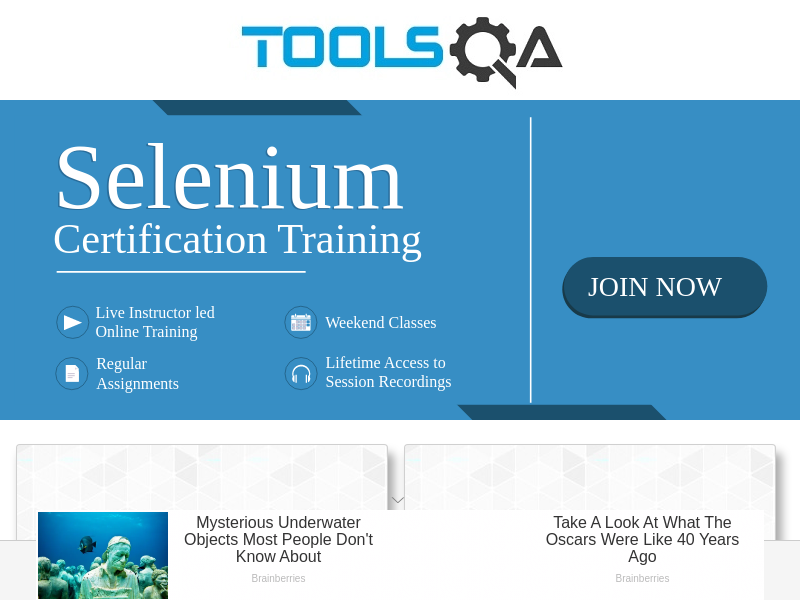 TOOLSQA
Selenium
Certification Training
Live Instructor led
Online Training
Weekend Classes
Regular
Assignments
Lifetime Access to
Session Recordings
JOIN NOW
Mysterious Underwater
Objects Most People Don't
Know About
Brainberries
Take A Look At What The
Oscars Were Like 40 Years
Ago
Brainberries